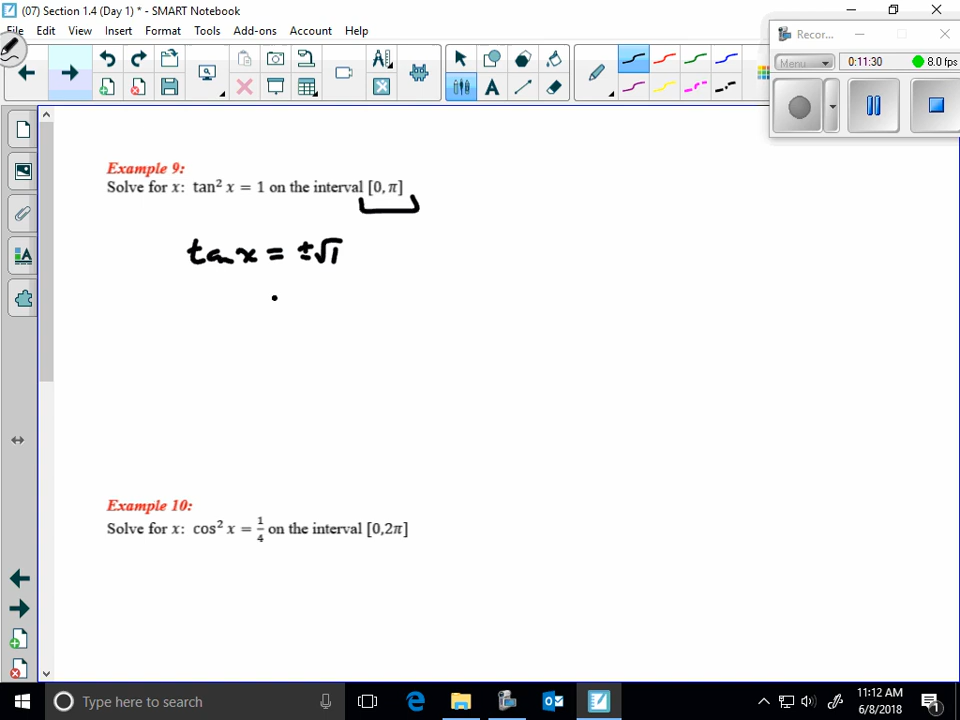 (07) Section 1.4 (Day 1) * - SMART Notebook
File Edit View Insert Format Tools Add-ons Account Help
Recor...
Menu 0:11:30 8.0 fps
Example 9:
Solve for x: tan² x = 1 on the interval [0, π]
tan x = ±√1
Example 10:
Solve for x: cos² x = 1/4 on the interval [0,2π]
Type here to search
11:12 AM
6/8/2018
1